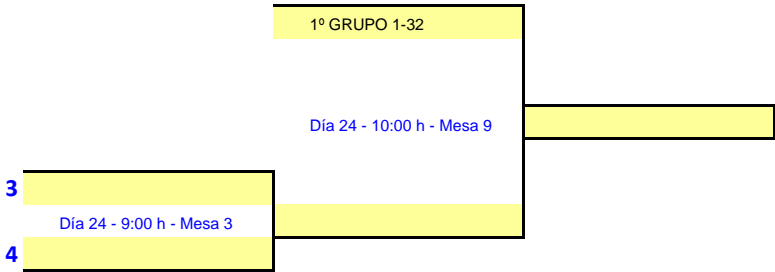 1º GRUPO 1-32
Día 24 - 10:00 h - Mesa 9
3
Día 24 - 9:00 h - Mesa 3
4